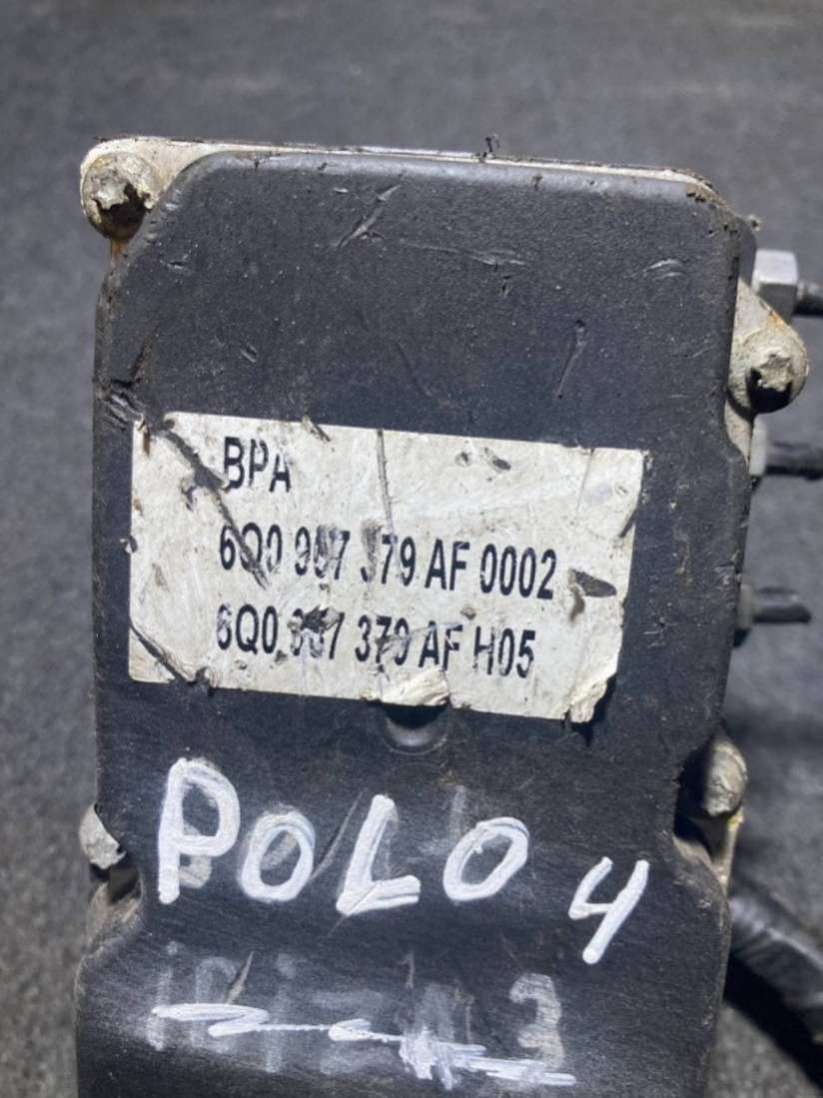 BPA
6Q0 907 379 AF 0002
6Q0 907 379 AF H05
POLO 4